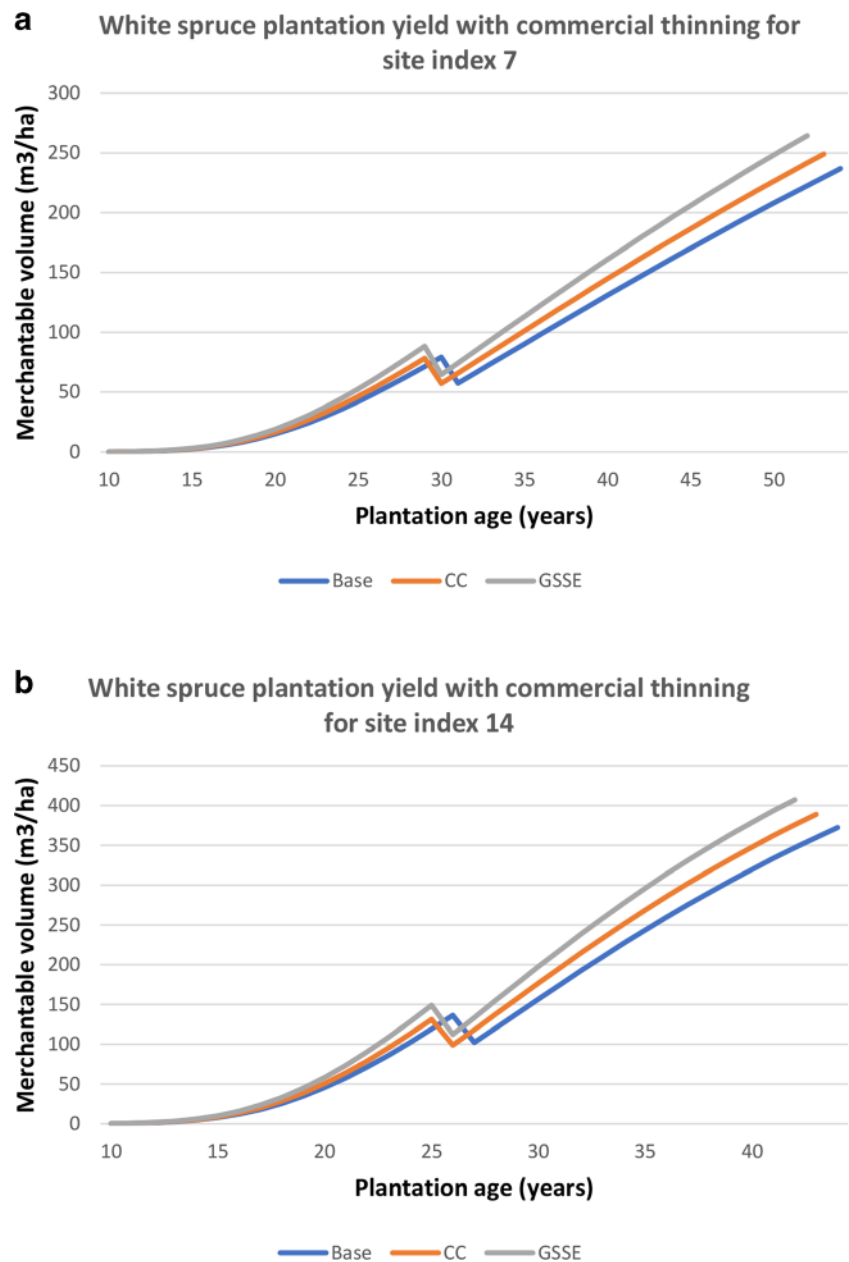 a
White spruce plantation yield with commercial thinning for
site index 7
Merchantable volume (m3/ha)
300
250
200
150
100
50
0
10 15 20 25 30 35 40 45 50
Plantation age (years)
Base CC GSSE
b
White spruce plantation yield with commercial thinning
for site index 14
Merchantable volume (m3/ha)
450
400
350
300
250
200
150
100
50
0
10 15 20 25 30 35 40
Plantation age (years)
Base CC GSSE